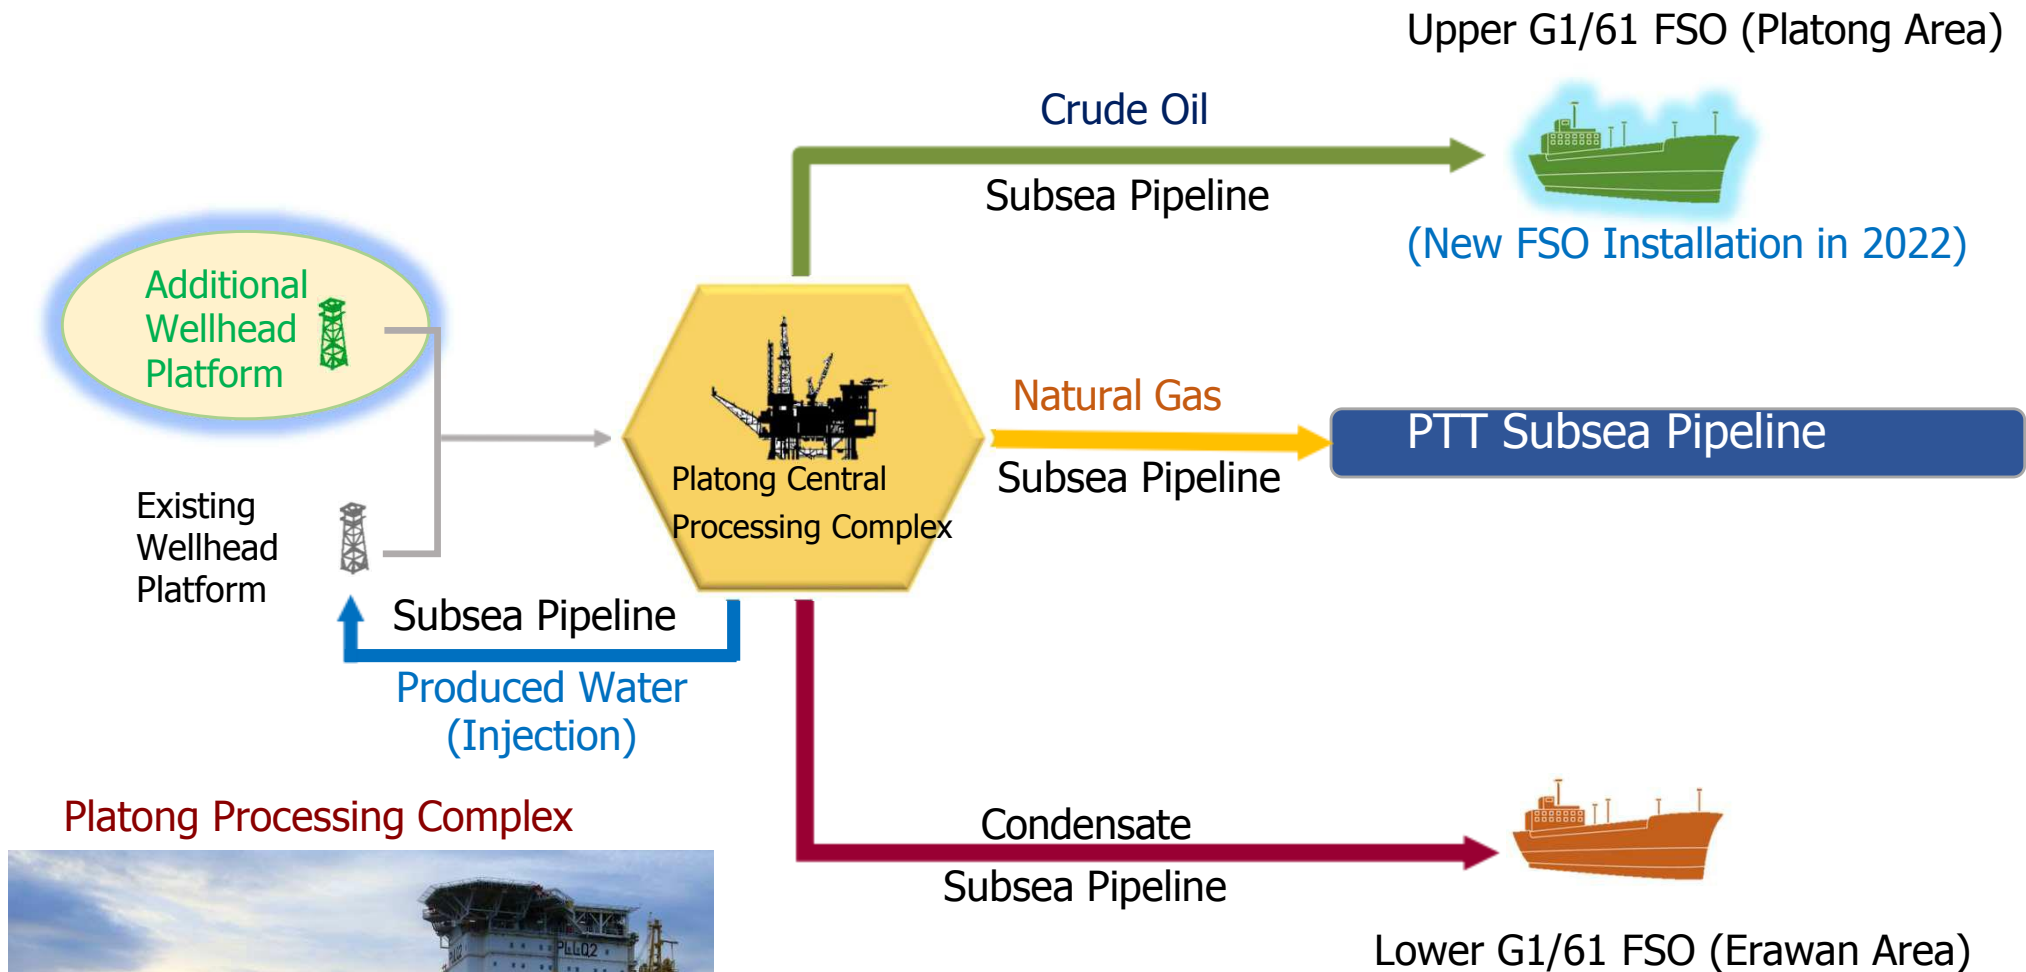 Upper G1/61 FSO (Platong Area)
Crude Oil
Subsea Pipeline
(New FSO Installation in 2022)
Additional
Wellhead
Platform
Natural Gas
Subsea Pipeline
PTT Subsea Pipeline
Platong Central
Processing Complex
Existing
Wellhead
Platform
Subsea Pipeline
Produced Water
(Injection)
Platong Processing Complex
Condensate
Subsea Pipeline
Lower G1/61 FSO (Erawan Area)
PLLQ2